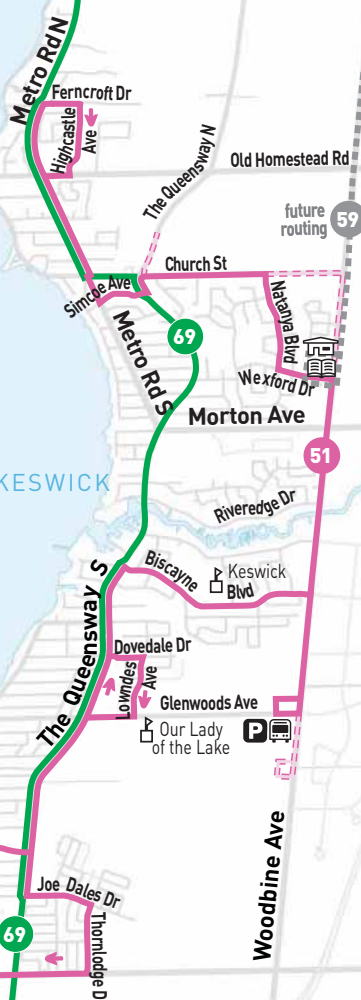 Metro Rd N
Ferncroft Dr
Highcastle
Ave
The Queensway N
Old Homestead Rd
future
routing
59
Church St
Simcoe Ave
Natanya Blvd
Metro Rd S
69
Wexford Dr
Morton Ave
51
KESWICK
Riveredge Dr
Biscayne
Blvd
Keswick
The Queensway S
Dovedale Dr
Lowndes
Ave
Glenwoods Ave
Our Lady
of the Lake
P
Woodbine Ave
Joe Dales Dr
Thornlodge D
69